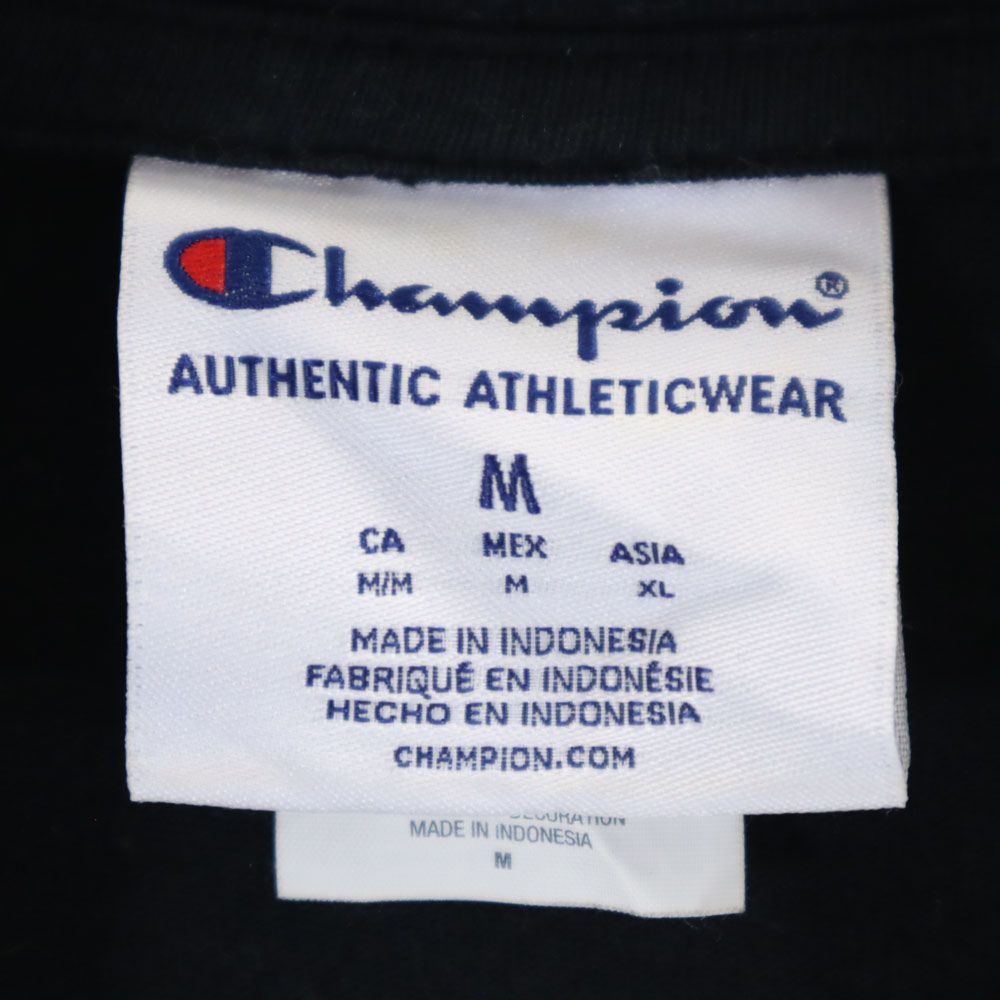 Champion®
AUTHENTIC ATHLETICWEAR
M
CA MEX ASIA
M/M M XL
MADE IN INDONESIA
FABRIQUÉ EN INDONÉSIE
HECHO EN INDONESIA
CHAMPION.COM
DECORATION
MADE IN INDONESIA
M